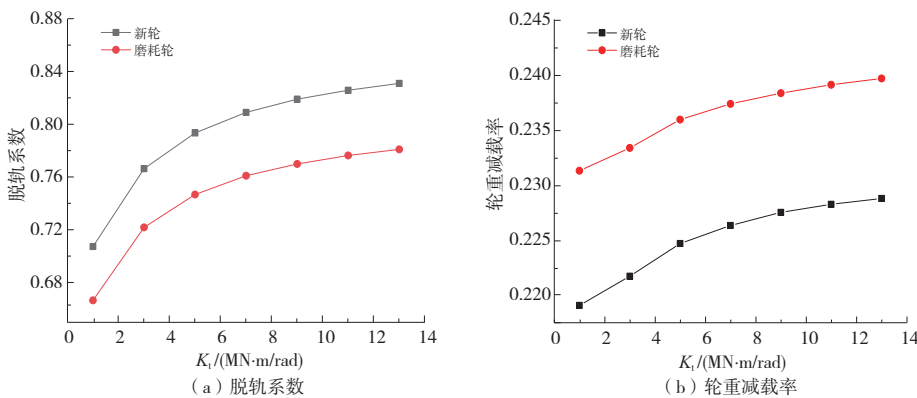 0.88
0.84
0.80
0.76
0.72
0.68
脱轨系数
新轮
磨耗轮
0 2 4 6 8 10 12 14
Kt/(MN·m/rad)
（a）脱轨系数
0.245
0.240
0.235
0.230
0.225
0.220
轮重减载率
新轮
磨耗轮
0 2 4 6 8 10 12 14
Kt/(MN·m/rad)
（b）轮重减载率